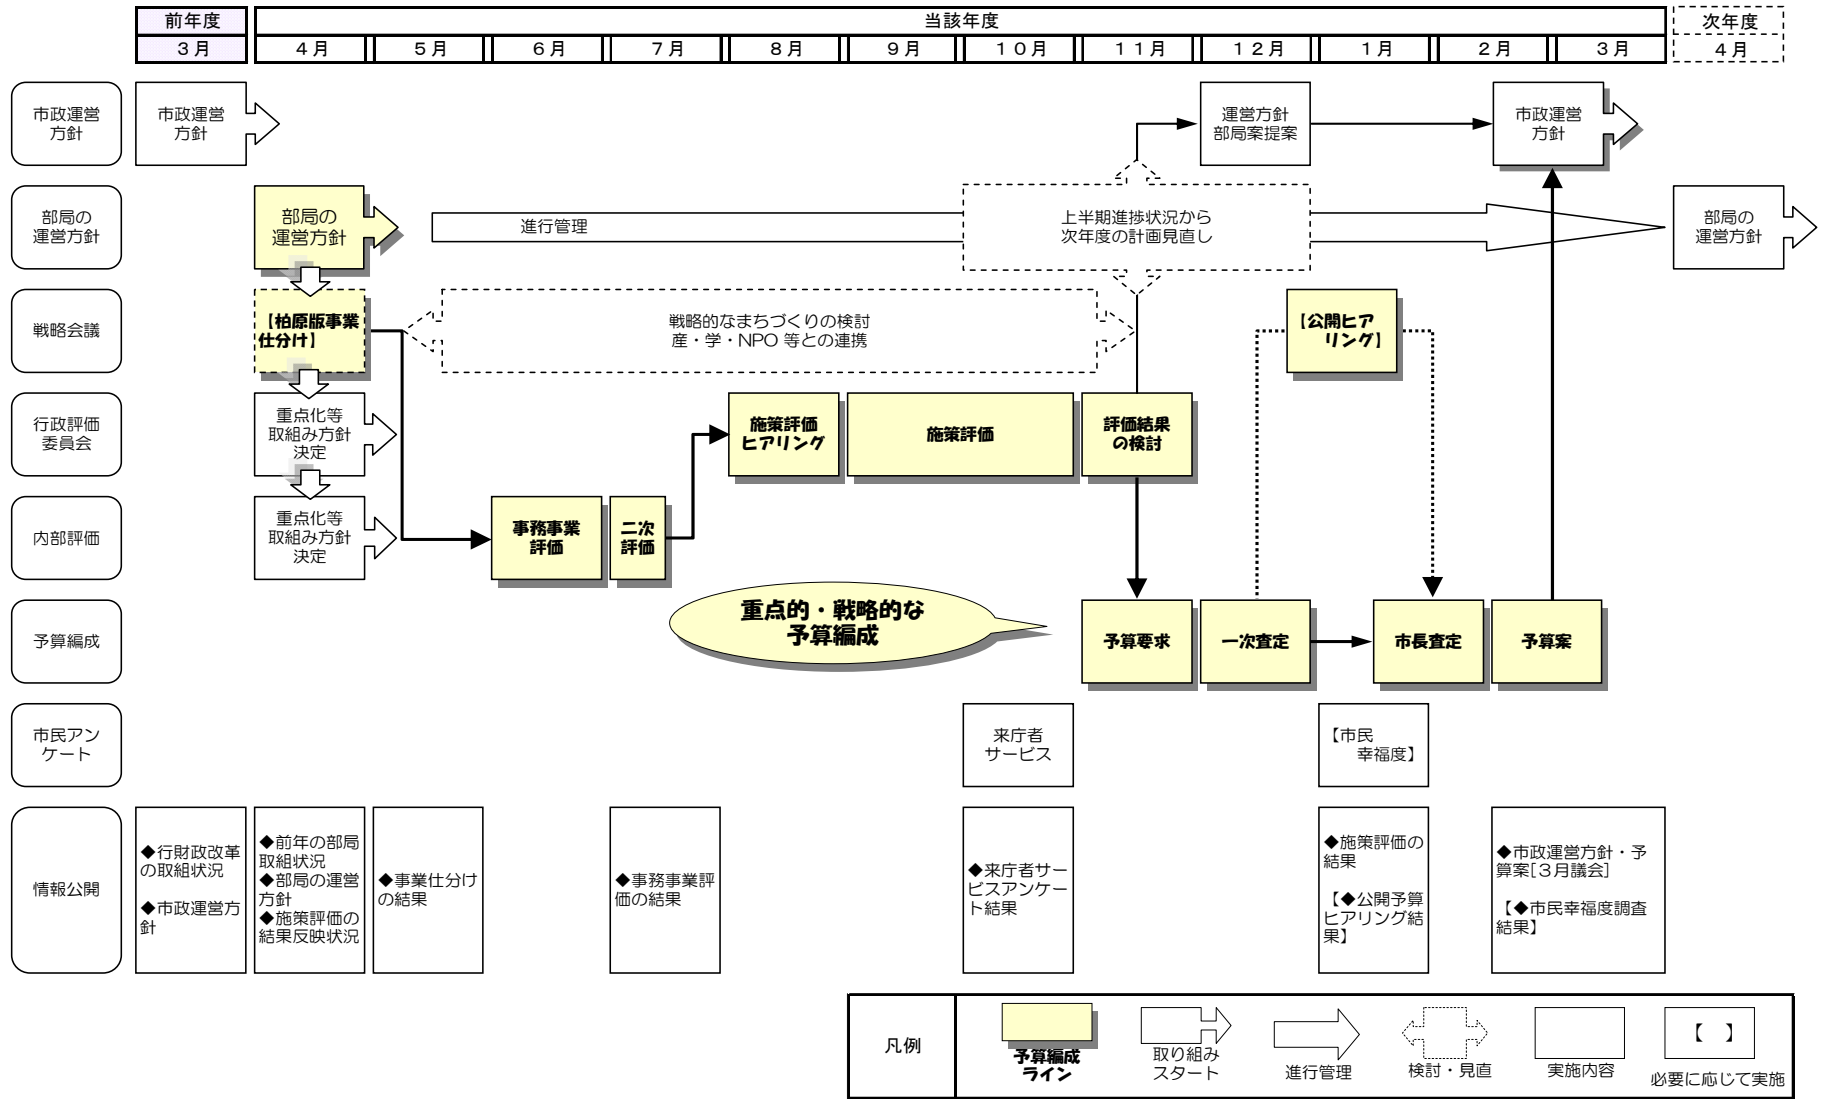 前年度
当該年度
次年度
３月
４月
５月
６月
７月
８月
９月
１０月
１１月
１２月
１月
２月
３月
４月
市政運営
方針
市政運営
方針
運営方針
部局案提案
市政運営
方針
部局の
運営方針
部局の
運営方針
進行管理
上半期進捗状況から
次年度の計画見直し
部局の
運営方針
戦略会議
【柏原版事業
仕分け】
戦略的なまちづくりの検討
産・学・NPO 等との連携
【公開ヒア
リング】
行政評価
委員会
重点化等
取組み方針
決定
施策評価
ヒアリング
施策評価
評価結果
の検討
内部評価
重点化等
取組み方針
決定
事務事業
評価
二次
評価
予算編成
重点的・戦略的な
予算編成
予算要求
一次査定
市長査定
予算案
市民アン
ケート
来庁者
サービス
【市民
幸福度】
情報公開
◆行財政改革
の取組状況
◆市政運営方
針
◆前年の部局
取組状況
◆部局の運営
方針
◆施策評価の
結果反映状況
◆事業仕分け
の結果
◆事務事業評
価の結果
◆来庁者サー
ビスアンケー
ト結果
◆施策評価の
結果
【◆公開予算
ヒアリング結
果】
◆市政運営方針・予
算案[３月議会]
【◆市民幸福度調査
結果】
凡例
予算編成
ライン
取り組み
スタート
進行管理
検討・見直
実施内容
【　】
必要に応じて実施